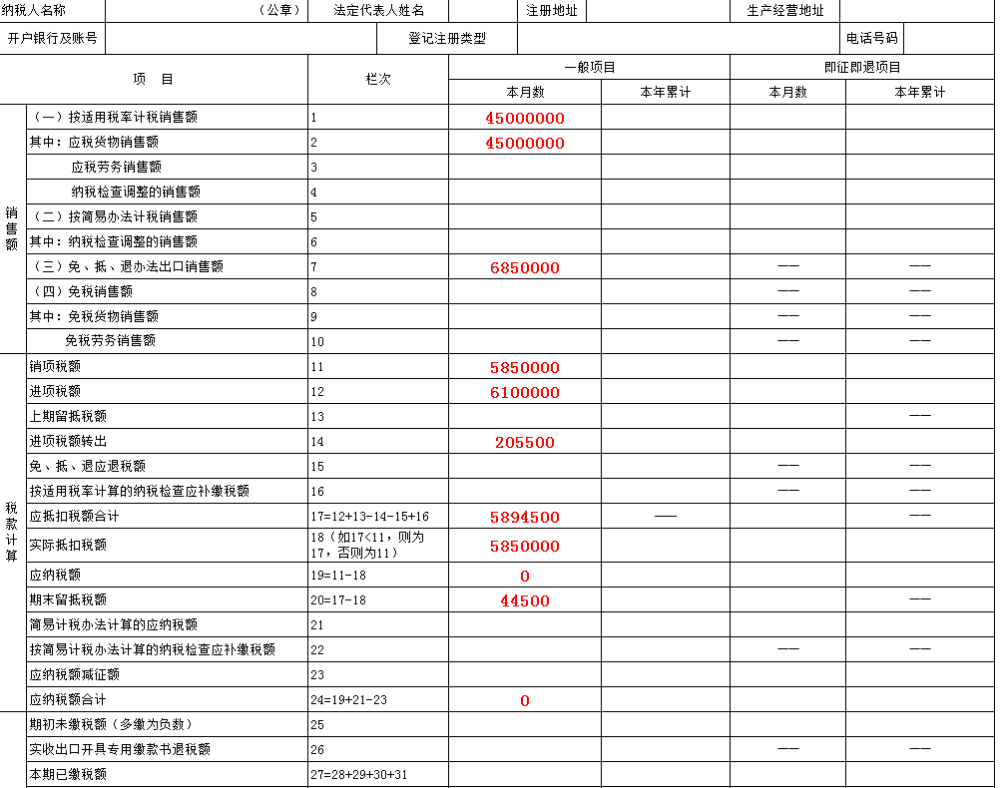 纳税人名称 （公章） 法定代表人姓名 注册地址 生产经营地址
开户银行及账号 登记注册类型 电话号码
项 目 栏次 一般项目 即征即退项目
本月数 本年累计 本月数 本年累计
销售额
（一）按适用税率计税销售额 1 45000000
其中：应税货物销售额 2 45000000
应税劳务销售额 3
纳税检查调整的销售额 4
（二）按简易办法计税销售额 5
其中：纳税检查调整的销售额 6
（三）免、抵、退办法出口销售额 7 6850000 —— ——
（四）免税销售额 8 —— ——
其中：免税货物销售额 9 —— ——
免税劳务销售额 10 —— ——
税款计算
销项税额 11 5850000
进项税额 12 6100000
上期留抵税额 13 ——
进项税额转出 14 205500
免、抵、退应退税额 15 —— ——
按适用税率计算的纳税检查应补缴税额 16 —— ——
应抵扣税额合计 17=12+13-14-15+16 5894500 —— ——
实际抵扣税额 18（如17<11，则为17，否则为11） 5850000
应纳税额 19=11-18 0
期末留抵税额 20=17-18 44500 ——
简易计税办法计算的应纳税额 21
按简易计税办法计算的纳税检查应补缴税额 22 —— ——
应纳税额减征额 23
应纳税额合计 24=19+21-23 0
期初未缴税额（多缴为负数） 25
实收出口开具专用缴款书退税额 26 —— ——
本期已缴税额 27=28+29+30+31